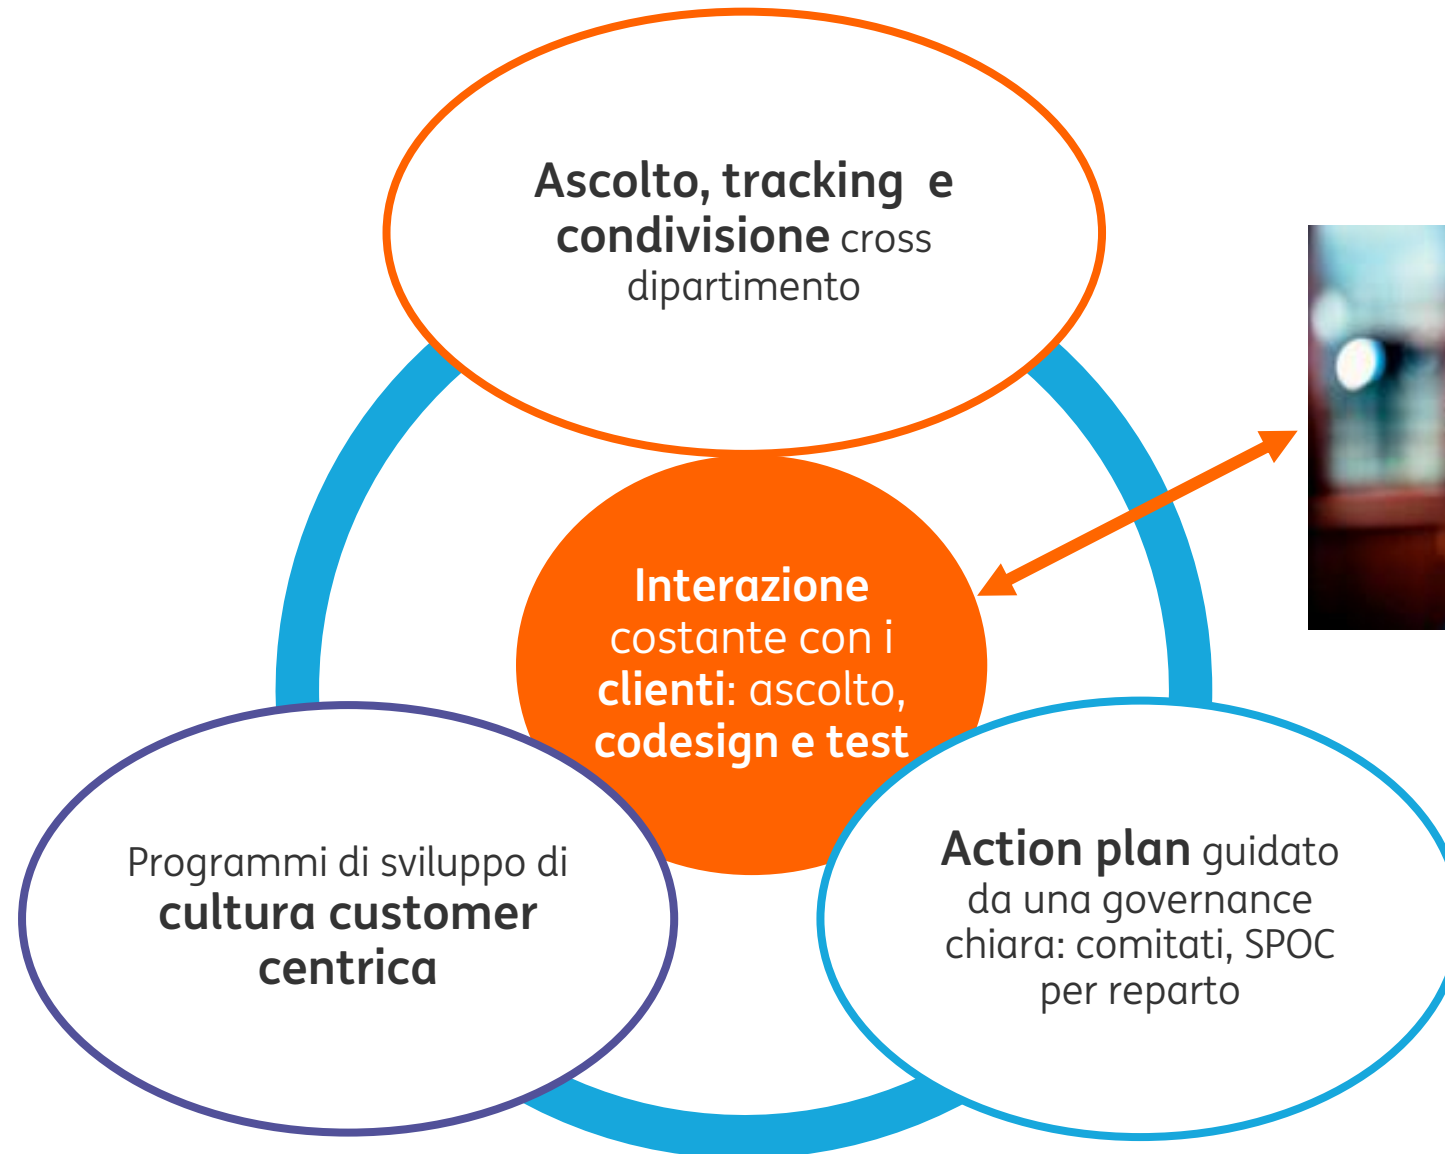 Ascolto, tracking e
condivisione cross
dipartimento
Interazione
costante con i
clienti: ascolto,
codesign e test
Programmi di sviluppo di
cultura customer
centrica
Action plan guidato
da una governance
chiara: comitati, SPOC
per reparto